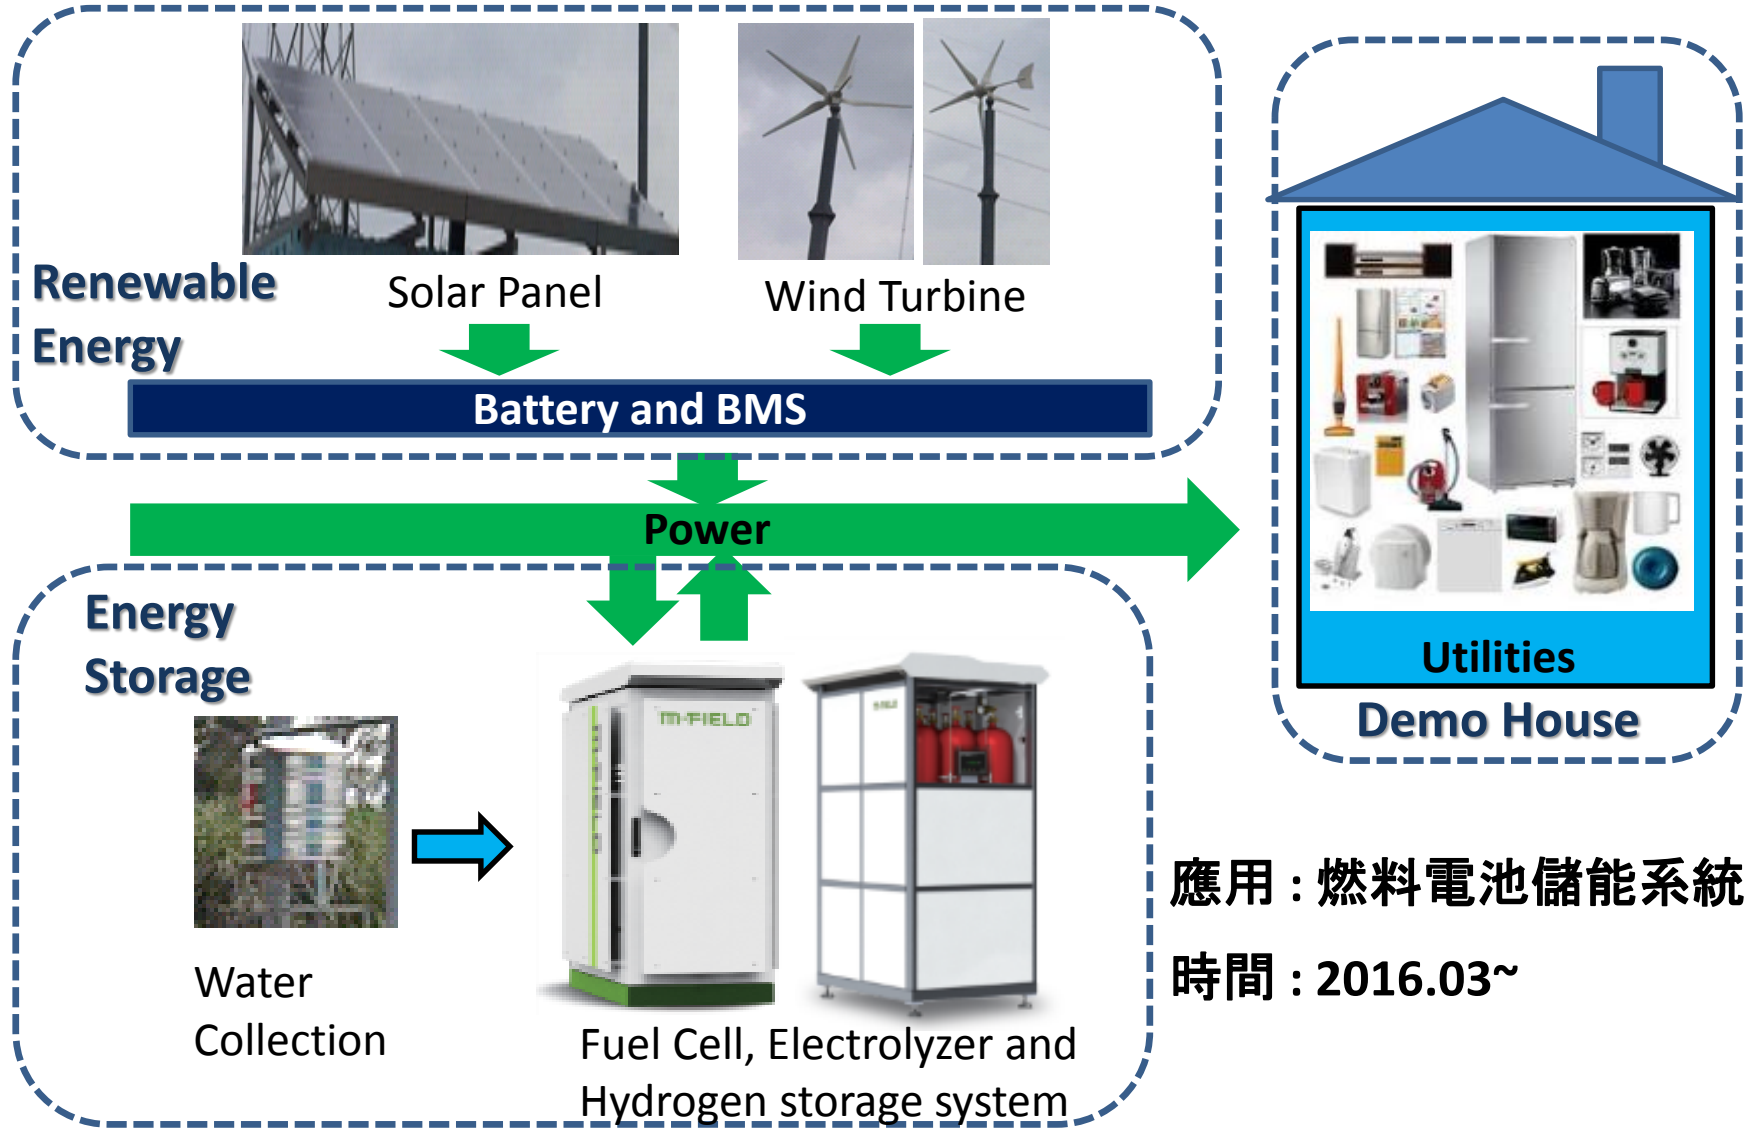 Renewable
Energy
Solar Panel
Wind Turbine
Battery and BMS
Power
Energy
Storage
M-FIELD
M-FIELD
Water
Collection
Fuel Cell, Electrolyzer and
Hydrogen storage system
Utilities
Demo House
應用 : 燃料電池儲能系統
時間 : 2016.03~